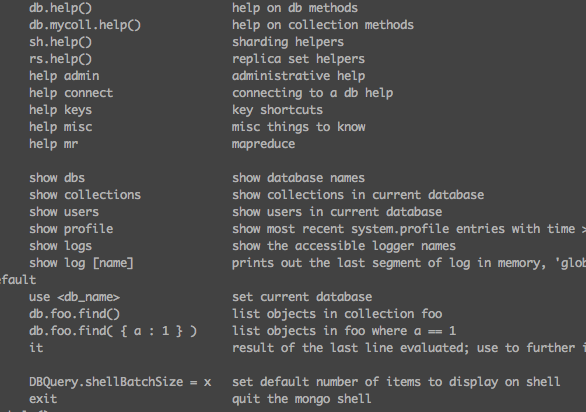 db.help() help on db methods
db.mycoll.help() help on collection methods
sh.help() sharding helpers
rs.help() replica set helpers
help admin administrative help
help connect connecting to a db help
help keys key shortcuts
help misc misc things to know
help mr mapreduce
show dbs show database names
show collections show collections in current database
show users show users in current database
show profile show most recent system.profile entries with time >
show logs show the accessible logger names
show log [name] prints out the last segment of log in memory, 'glob
efault
use <db_name> set current database
db.foo.find() list objects in collection foo
db.foo.find( { a : 1 } ) list objects in foo where a == 1
it result of the last line evaluated; use to further i
DBQuery.shellBatchSize = x set default number of items to display on shell
exit quit the mongo shell